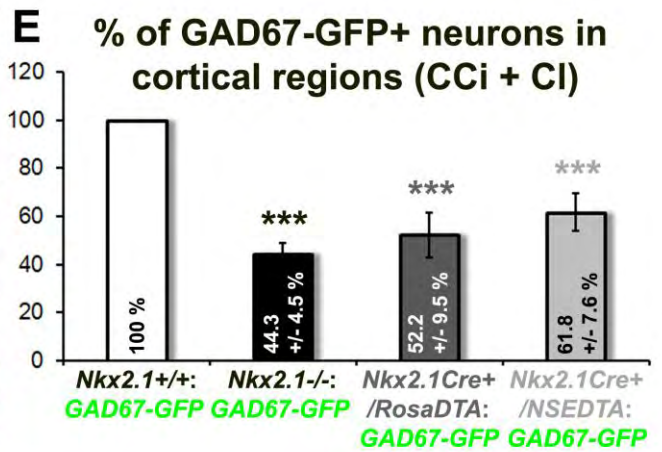 E % of GAD67-GFP+ neurons in
cortical regions (CCi + CI)
120
100
80
60
40
20
0
100 %
44.3
+/- 4.5 %
***
52.2
+/- 9.5 %
***
61.8
+/- 7.6 %
***
Nkx2.1+/+:
GAD67-GFP
Nkx2.1-/-:
GAD67-GFP
Nkx2.1Cre+
/RosaDTA:
GAD67-GFP
Nkx2.1Cre+
/NSEDTA:
GAD67-GFP